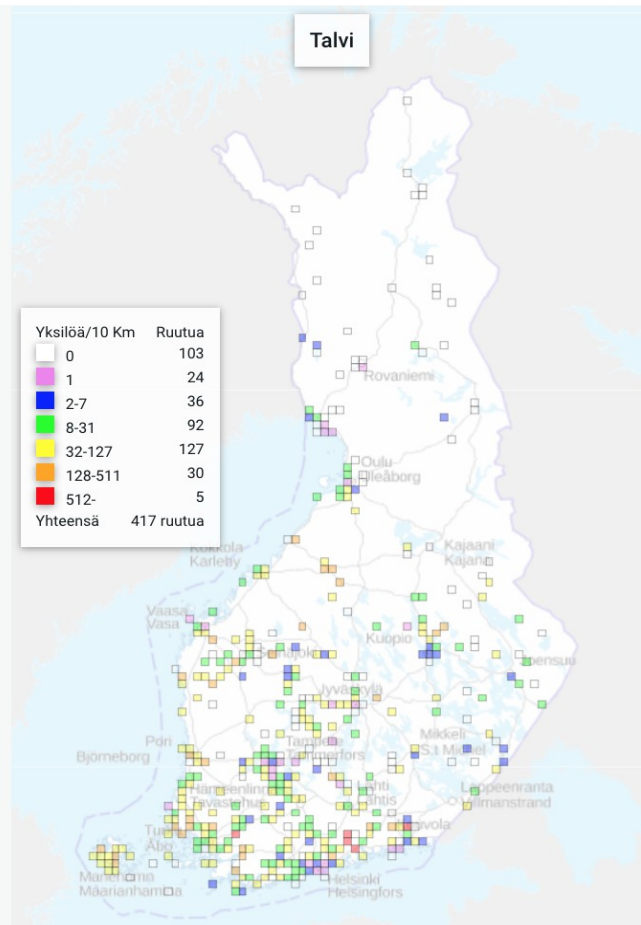 Talvi
Yksilöä/10 Km Ruutua
0 103
1 24
2-7 36
8-31 92
32-127 127
128-511 30
512- 5
Yhteensä 417 ruutua
Rovaniemi
Oulu
Uleåborg
Kokkola
Karleby
Kajaani
Kajana
Vaasa
Vasa
Seinäjoki
Kuopio
Joensuu
Jyväskylä
Pori
Björneborg
Tampere
Tammerfors
Mikkeli
S:t Michel
Hämeenlinna
Tavastehus
Lahti
Lahtis
Lappeenranta
Villmanstrand
Turku
Åbo
Kouvola
Maarianhamina
Helsinki
Helsingfors